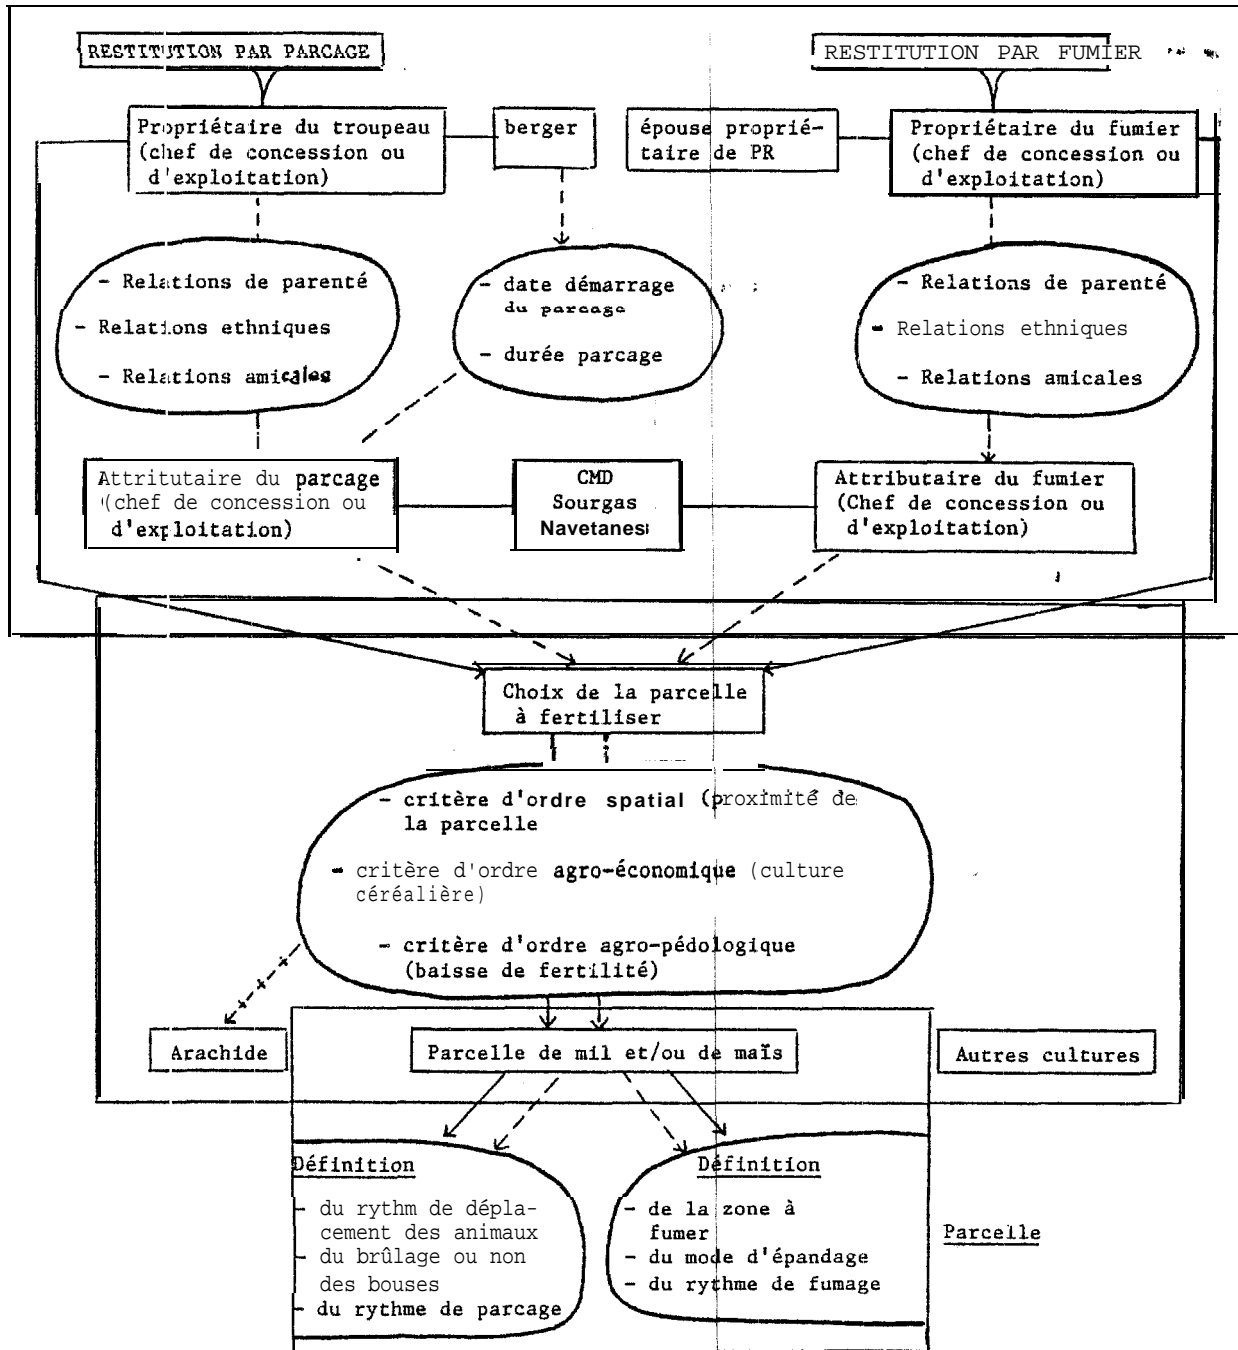 RESTITUTION PAR PARCAGE
RESTITUTION PAR FUMIER
Propriétaire du troupeau
(chef de concession ou
d'exploitation)
berger
épouse proprié-
taire de PR
Propriétaire du fumier
(chef de concession ou
d'exploitation)
- Relations de parenté
- Relations ethniques
- Relations amicales
- date démarrage
du parcage
- durée parcage
- Relations de parenté
- Relations ethniques
- Relations amicales
Attritutaire du parcage
(chef de concession ou
d'exploitation)
CMD
Sourgas
Navetanes
Attributaire du fumier
(Chef de concession ou
d'exploitation)
Choix de la parcelle
à fertiliser
- critère d'ordre spatial (proximité de
la parcelle
- critère d'ordre agro-économique (culture
céréalière)
- critère d'ordre agro-pédologique
(baisse de fertilité)
Arachide
Parcelle de mil et/ou de maïs
Autres cultures
Définition
- du rythm de dépla-
cement des animaux
- du brûlage ou non
des bouses
- du rythme de parcage
Définition
- de la zone à
fumer
- du mode d'épandage
- du rythme de fumage
Parcelle